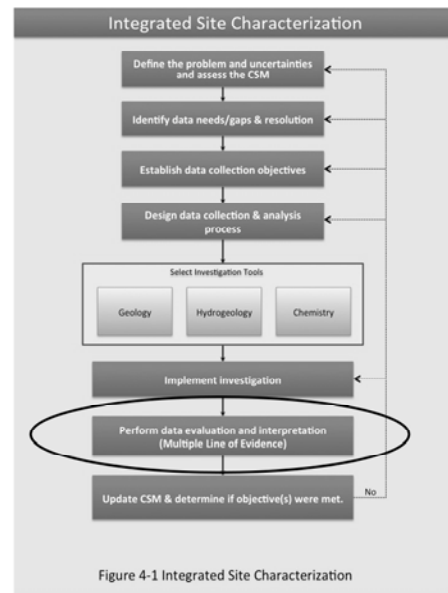 Integrated Site Characterization
Define the problem and uncertainties
and assess the CSM
Identify data needs/gaps & resolution
Establish data collection objectives
Design data collection & analysis
process
Select Investigation Tools
Geology
Hydrogeology
Chemistry
Implement investigation
Perform data evaluation and interpretation
(Multiple Line of Evidence)
Update CSM & determine if objective(s) were met.
No
Figure 4-1 Integrated Site Characterization